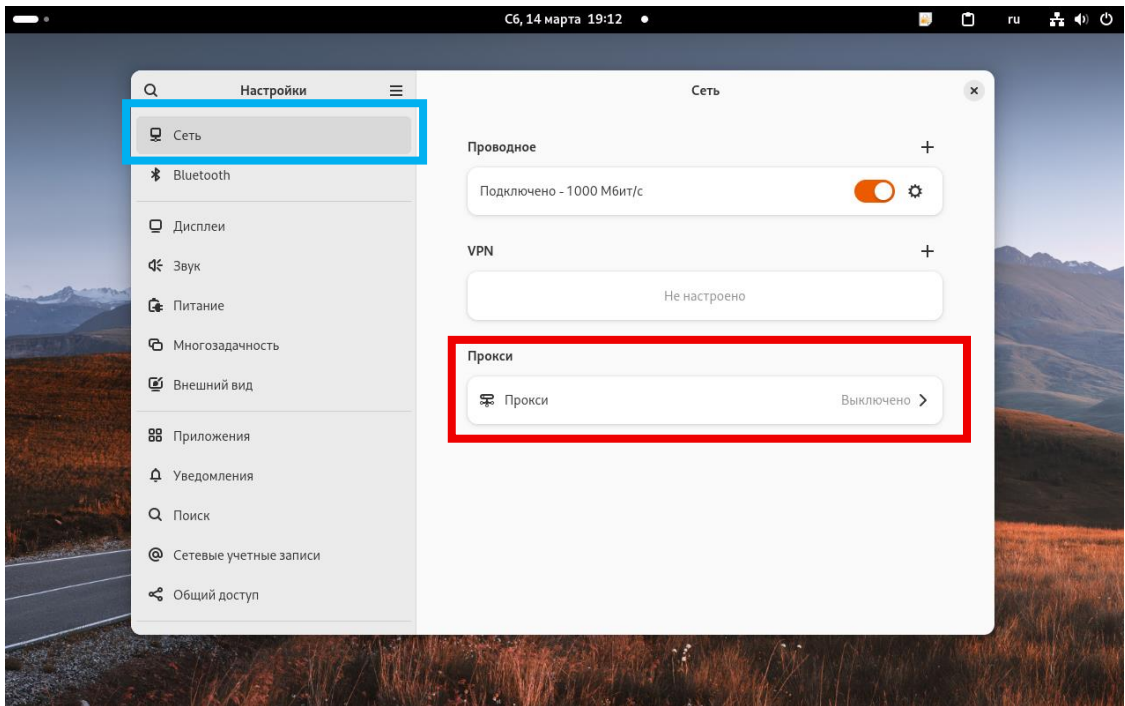 Сб, 14 марта 19:12
ru
Настройки
Сеть
Сеть
Bluetooth
Дисплеи
Звук
Питание
Многозадачность
Внешний вид
Приложения
Уведомления
Поиск
Сетевые учетные записи
Общий доступ
Проводное
Подключено - 1000 Мбит/с
VPN
Не настроено
Прокси
Прокси Выключено